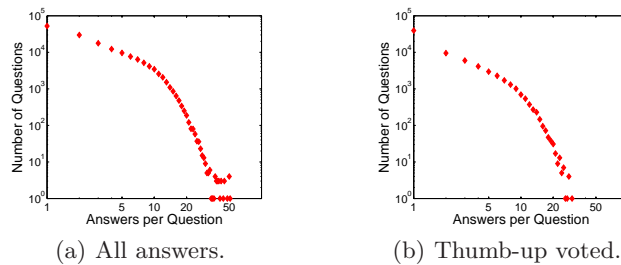 10^5
10^4
10^3
10^2
10^1
10^0
Number of Questions
1 5 10 20 50
Answers per Question
(a) All answers.
10^5
10^4
10^3
10^2
10^1
10^0
Number of Questions
1 5 10 20 50
Answers per Question
(b) Thumb-up voted.